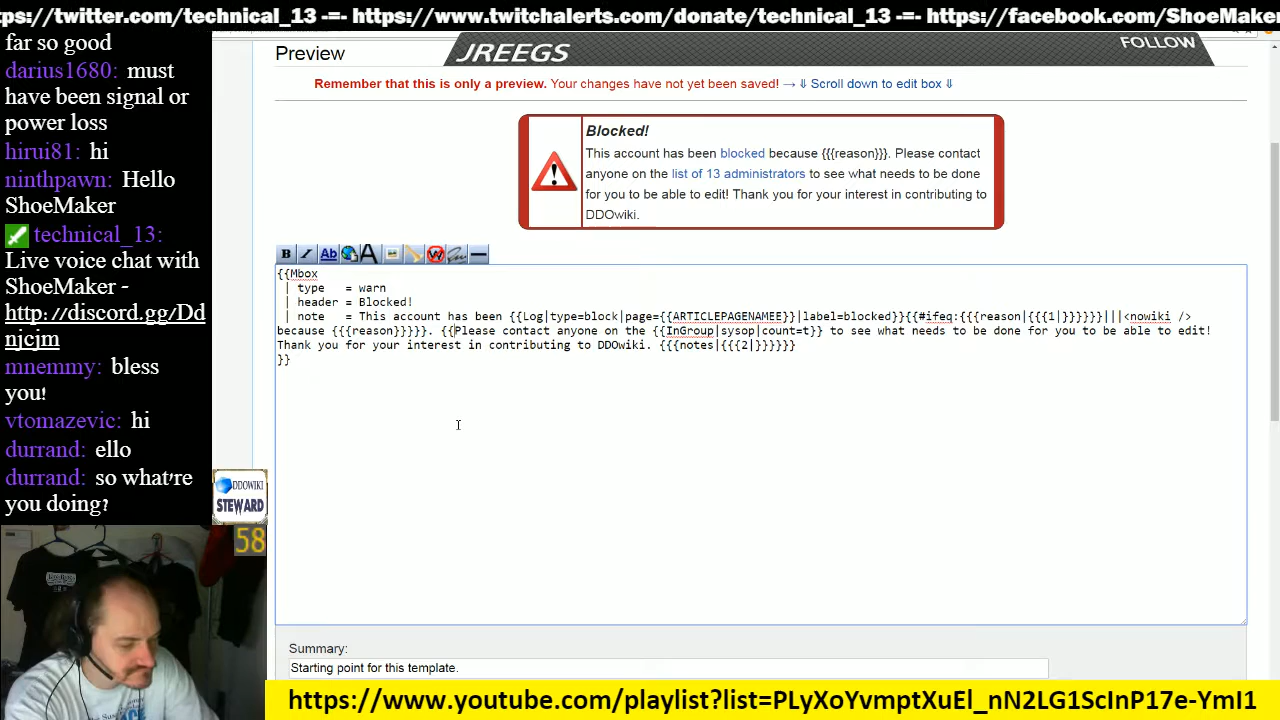 ps://twitter.com/technical_13 -=- https://www.twitchalerts.com/donate/technical_13 -=- https://facebook.com/ShoeMaker
far so good
darius1680: must
have been signal or
power loss
hirui81: hi
ninthpawn: Hello
ShoeMaker
technical_13:
Live voice chat with
ShoeMaker -
http://discord.gg/Dd
njcjm
mnemmy: bless
you!
vtomazevic: hi
durrand: ello
durrand: so what're
you doing?
DDOWIKI
STEWARD
58
Preview
JREEGS
FOLLOW
Remember that this is only a preview. Your changes have not yet been saved! → ⇓ Scroll down to edit box ⇓
Blocked!
This account has been blocked because {{{reason}}}. Please contact
anyone on the list of 13 administrators to see what needs to be done
for you to be able to edit! Thank you for your interest in contributing to
DDOwiki.
B I Ab A W
{{Mbox
| type = warn
| header = Blocked!
| note = This account has been {{Log|type=block|page={{ARTICLEPAGENAMEE}}|label=blocked}}{{#ifeq:{{{reason|{{{1|}}}}}}|||<nowiki />
because {{{reason}}}}}. {{Please contact anyone on the {{InGroup|sysop|count=t}} to see what needs to be done for you to be able to edit!
Thank you for your interest in contributing to DDOwiki. {{{notes|{{{2|}}}}}}
}}
Summary:
Starting point for this template.
https://www.youtube.com/playlist?list=PLyXoYvmptXuEl_nN2LG1ScInP17e-YmI1